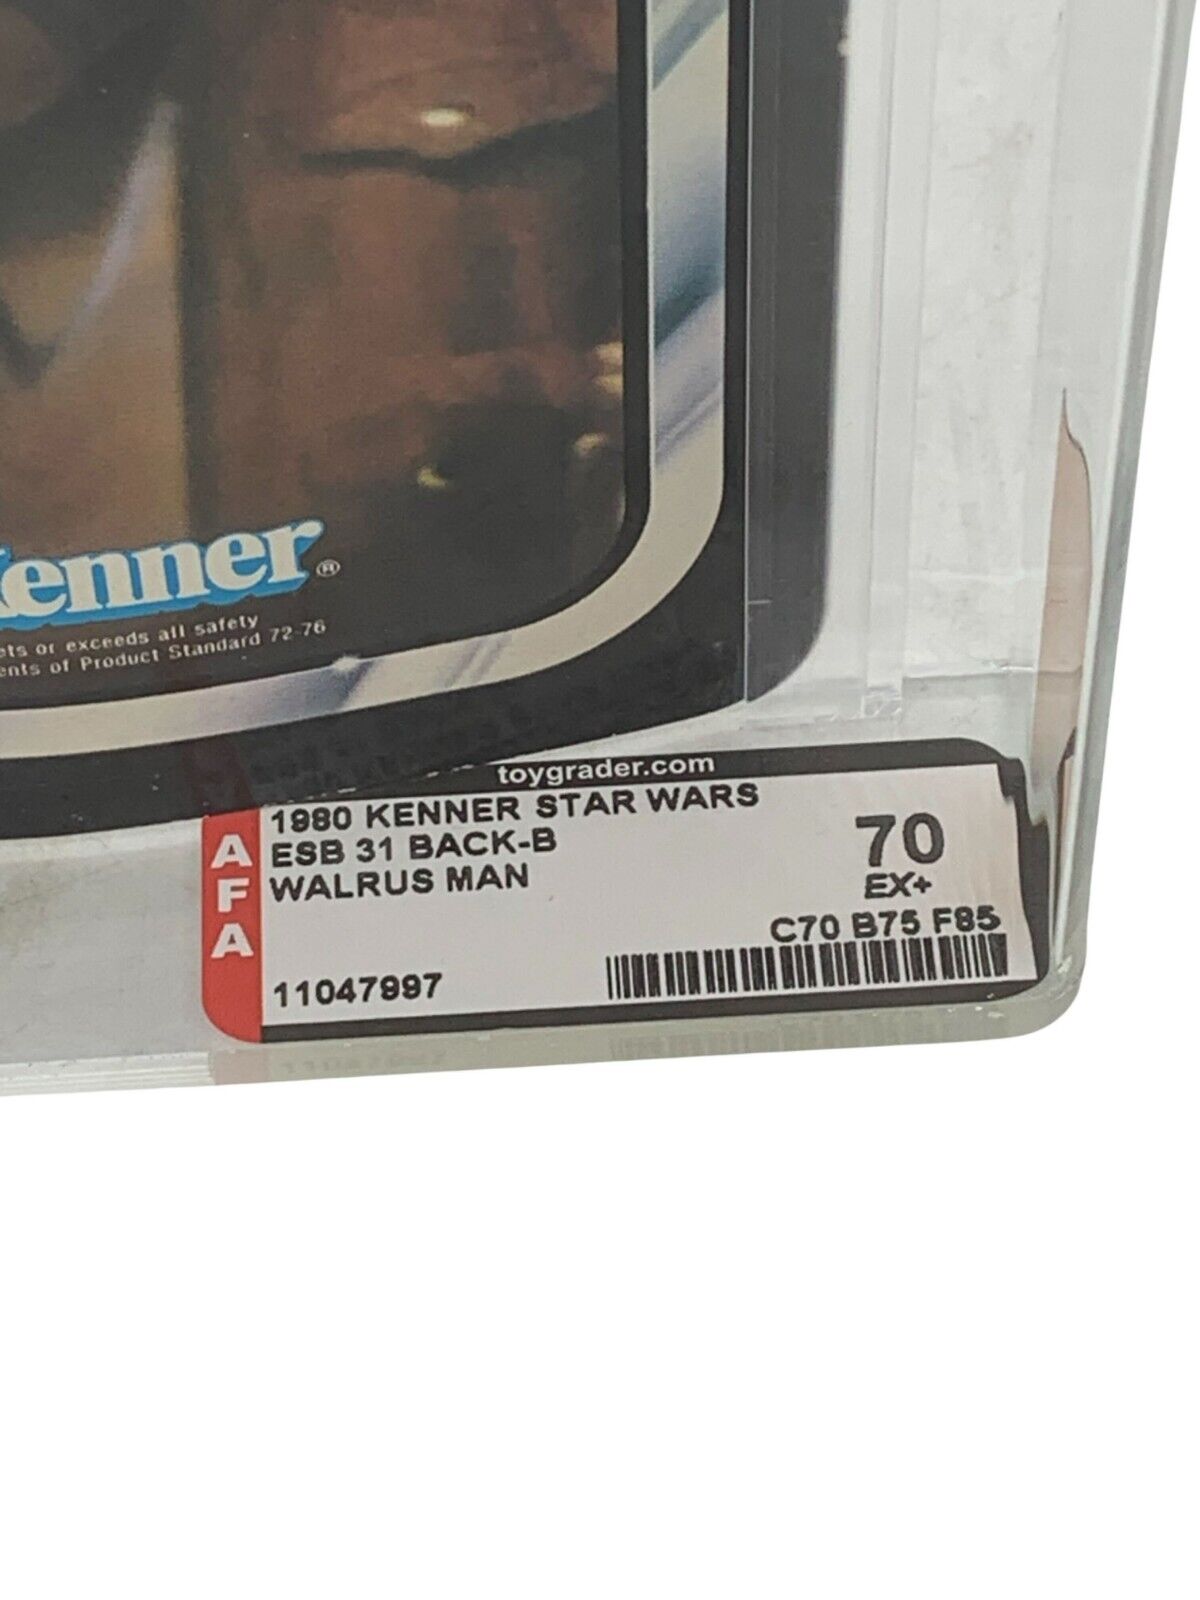 Kenner®
ets or exceeds all safety
ents of Product Standard 72-76
toygrader.com
AFA
1980 KENNER STAR WARS
ESB 31 BACK-B
WALRUS MAN
70
EX+
C70 B75 F85
11047997